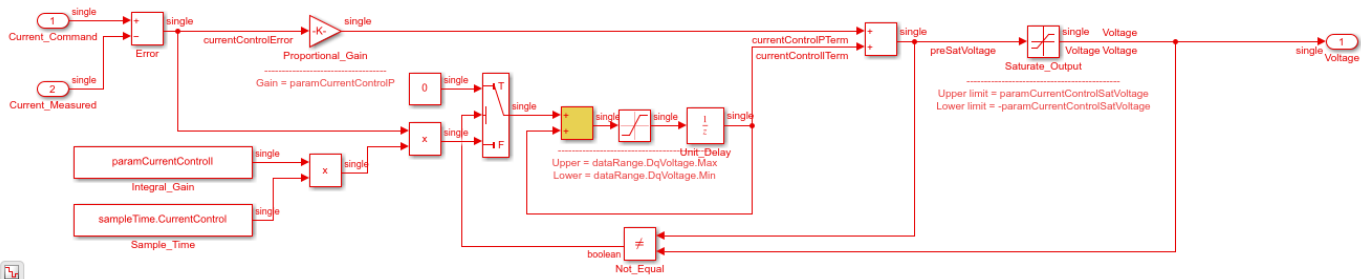 single
1
Current_Command
+
−
Error
single
single
2
Current_Measured
currentControlError
-K-
single
Proportional_Gain
Gain = paramCurrentControlP
0
single
T
F
single
x
single
paramCurrentControlI
single
Integral_Gain
x
single
sampleTime.CurrentControl
single
Sample_Time
+
+
single
single
1
z
single
Unit_Delay
Upper = dataRange.DqVoltage.Max
Lower = dataRange.DqVoltage.Min
currentControlPTerm
currentControlITerm
+
+
single
preSatVoltage
single
Voltage
Voltage Voltage
Saturate_Output
Upper limit = paramCurrentControlSatVoltage
Lower limit = -paramCurrentControlSatVoltage
single
1
Voltage
≠
boolean
Not_Equal